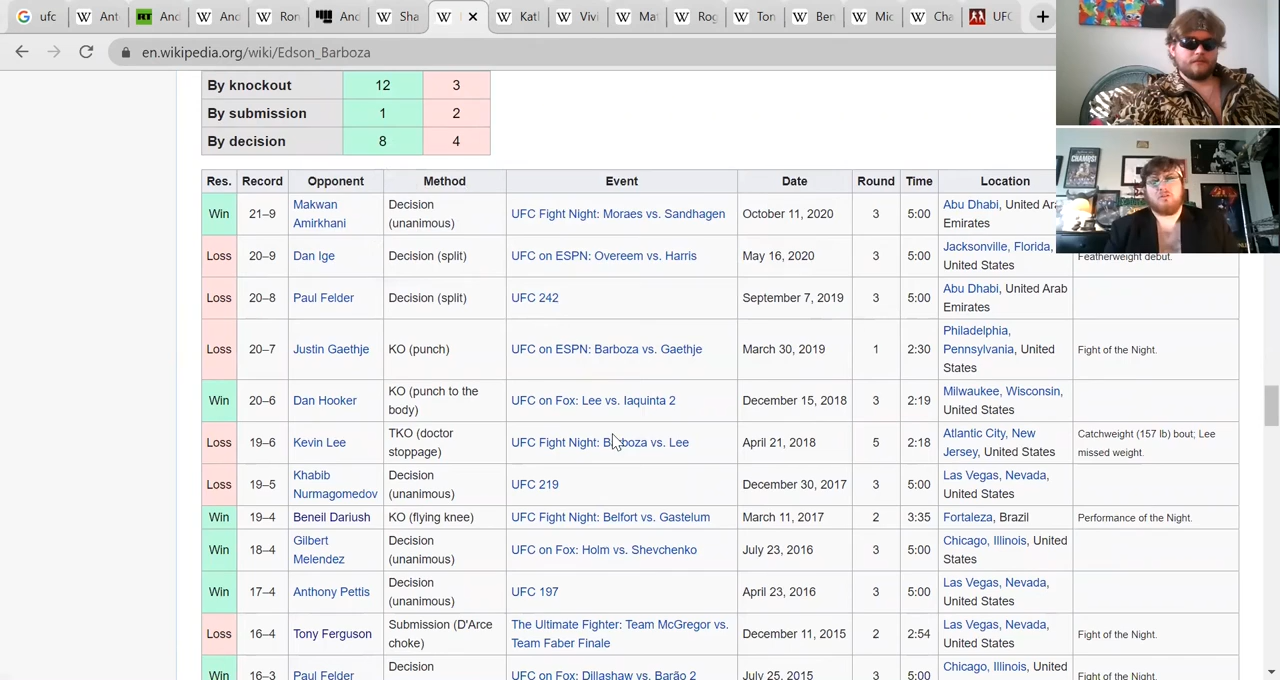 ufc Ant And And Ron And Sha Kath Vivi Mat Rog Ton Ben Mic Cha UFC
en.wikipedia.org/wiki/Edson_Barboza
By knockout 12 3
By submission 1 2
By decision 8 4
Res. Record Opponent Method Event Date Round Time Location
Win 21–9 Makwan Amirkhani Decision (unanimous) UFC Fight Night: Moraes vs. Sandhagen October 11, 2020 3 5:00 Abu Dhabi, United Ar Emirates
Loss 20–9 Dan Ige Decision (split) UFC on ESPN: Overeem vs. Harris May 16, 2020 3 5:00 Jacksonville, Florida, United States Featherweight debut.
Loss 20–8 Paul Felder Decision (split) UFC 242 September 7, 2019 3 5:00 Abu Dhabi, United Arab Emirates
Loss 20–7 Justin Gaethje KO (punch) UFC on ESPN: Barboza vs. Gaethje March 30, 2019 1 2:30 Philadelphia, Pennsylvania, United States Fight of the Night.
Win 20–6 Dan Hooker KO (punch to the body) UFC on Fox: Lee vs. Iaquinta 2 December 15, 2018 3 2:19 Milwaukee, Wisconsin, United States
Loss 19–6 Kevin Lee TKO (doctor stoppage) UFC Fight Night: Barboza vs. Lee April 21, 2018 5 2:18 Atlantic City, New Jersey, United States Catchweight (157 lb) bout; Lee missed weight.
Loss 19–5 Khabib Nurmagomedov Decision (unanimous) UFC 219 December 30, 2017 3 5:00 Las Vegas, Nevada, United States
Win 19–4 Beneil Dariush KO (flying knee) UFC Fight Night: Belfort vs. Gastelum March 11, 2017 2 3:35 Fortaleza, Brazil Performance of the Night.
Win 18–4 Gilbert Melendez Decision (unanimous) UFC on Fox: Holm vs. Shevchenko July 23, 2016 3 5:00 Chicago, Illinois, United States
Win 17–4 Anthony Pettis Decision (unanimous) UFC 197 April 23, 2016 3 5:00 Las Vegas, Nevada, United States
Loss 16–4 Tony Ferguson Submission (D'Arce choke) The Ultimate Fighter: Team McGregor vs. Team Faber Finale December 11, 2015 2 2:54 Las Vegas, Nevada, United States Fight of the Night.
Win 16–3 Paul Felder Decision UFC on Fox: Dillashaw vs. Barão 2 July 25, 2015 3 5:00 Chicago, Illinois, United Fight of the Night.